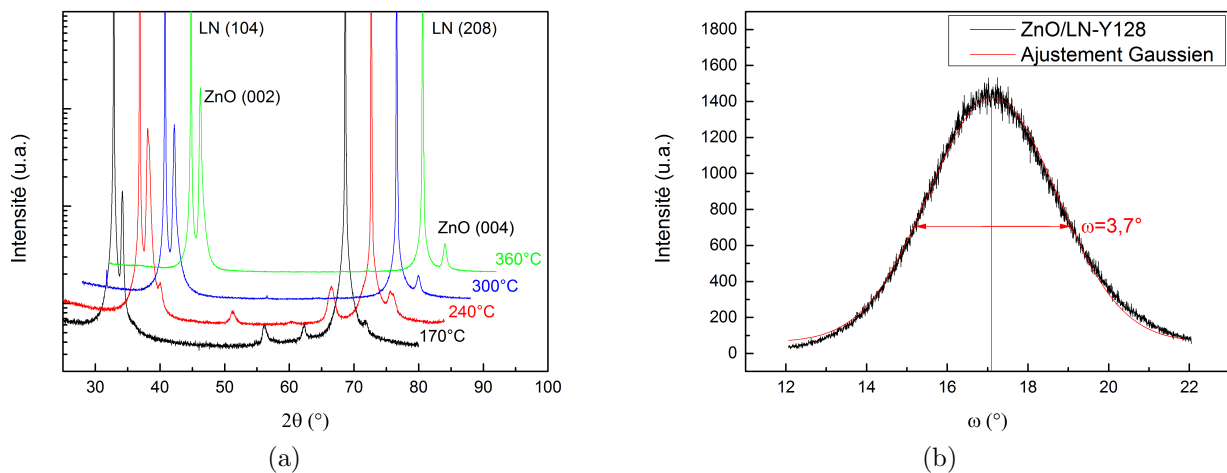 LN (104)
LN (208)
ZnO (002)
ZnO (004)
360°C
300°C
240°C
170°C
Intensité (u.a.)
30 40 50 60 70 80 90 100
2θ (°)
(a)
ZnO/LN-Y128
Ajustement Gaussien
1800
1600
1400
1200
1000
800
600
400
200
0
ω=3,7°
Intensité (u.a.)
12 14 16 18 20 22
ω (°)
(b)